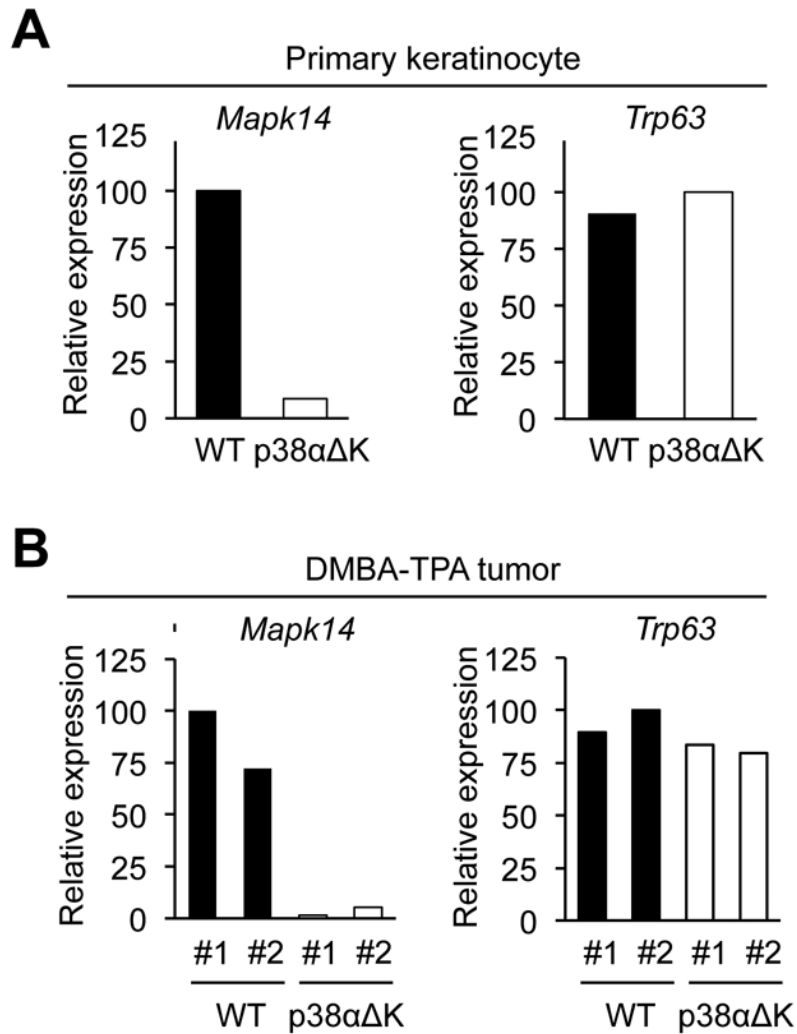 A
Primary keratinocyte
Mapk14
Trp63
Relative expression
125
100
75
50
25
0
WT p38αΔK
Relative expression
125
100
75
50
25
0
WT p38αΔK
B
DMBA-TPA tumor
Mapk14
Trp63
Relative expression
125
100
75
50
25
0
#1 #2 #1 #2
WT p38αΔK
Relative expression
125
100
75
50
25
0
#1 #2 #1 #2
WT p38αΔK